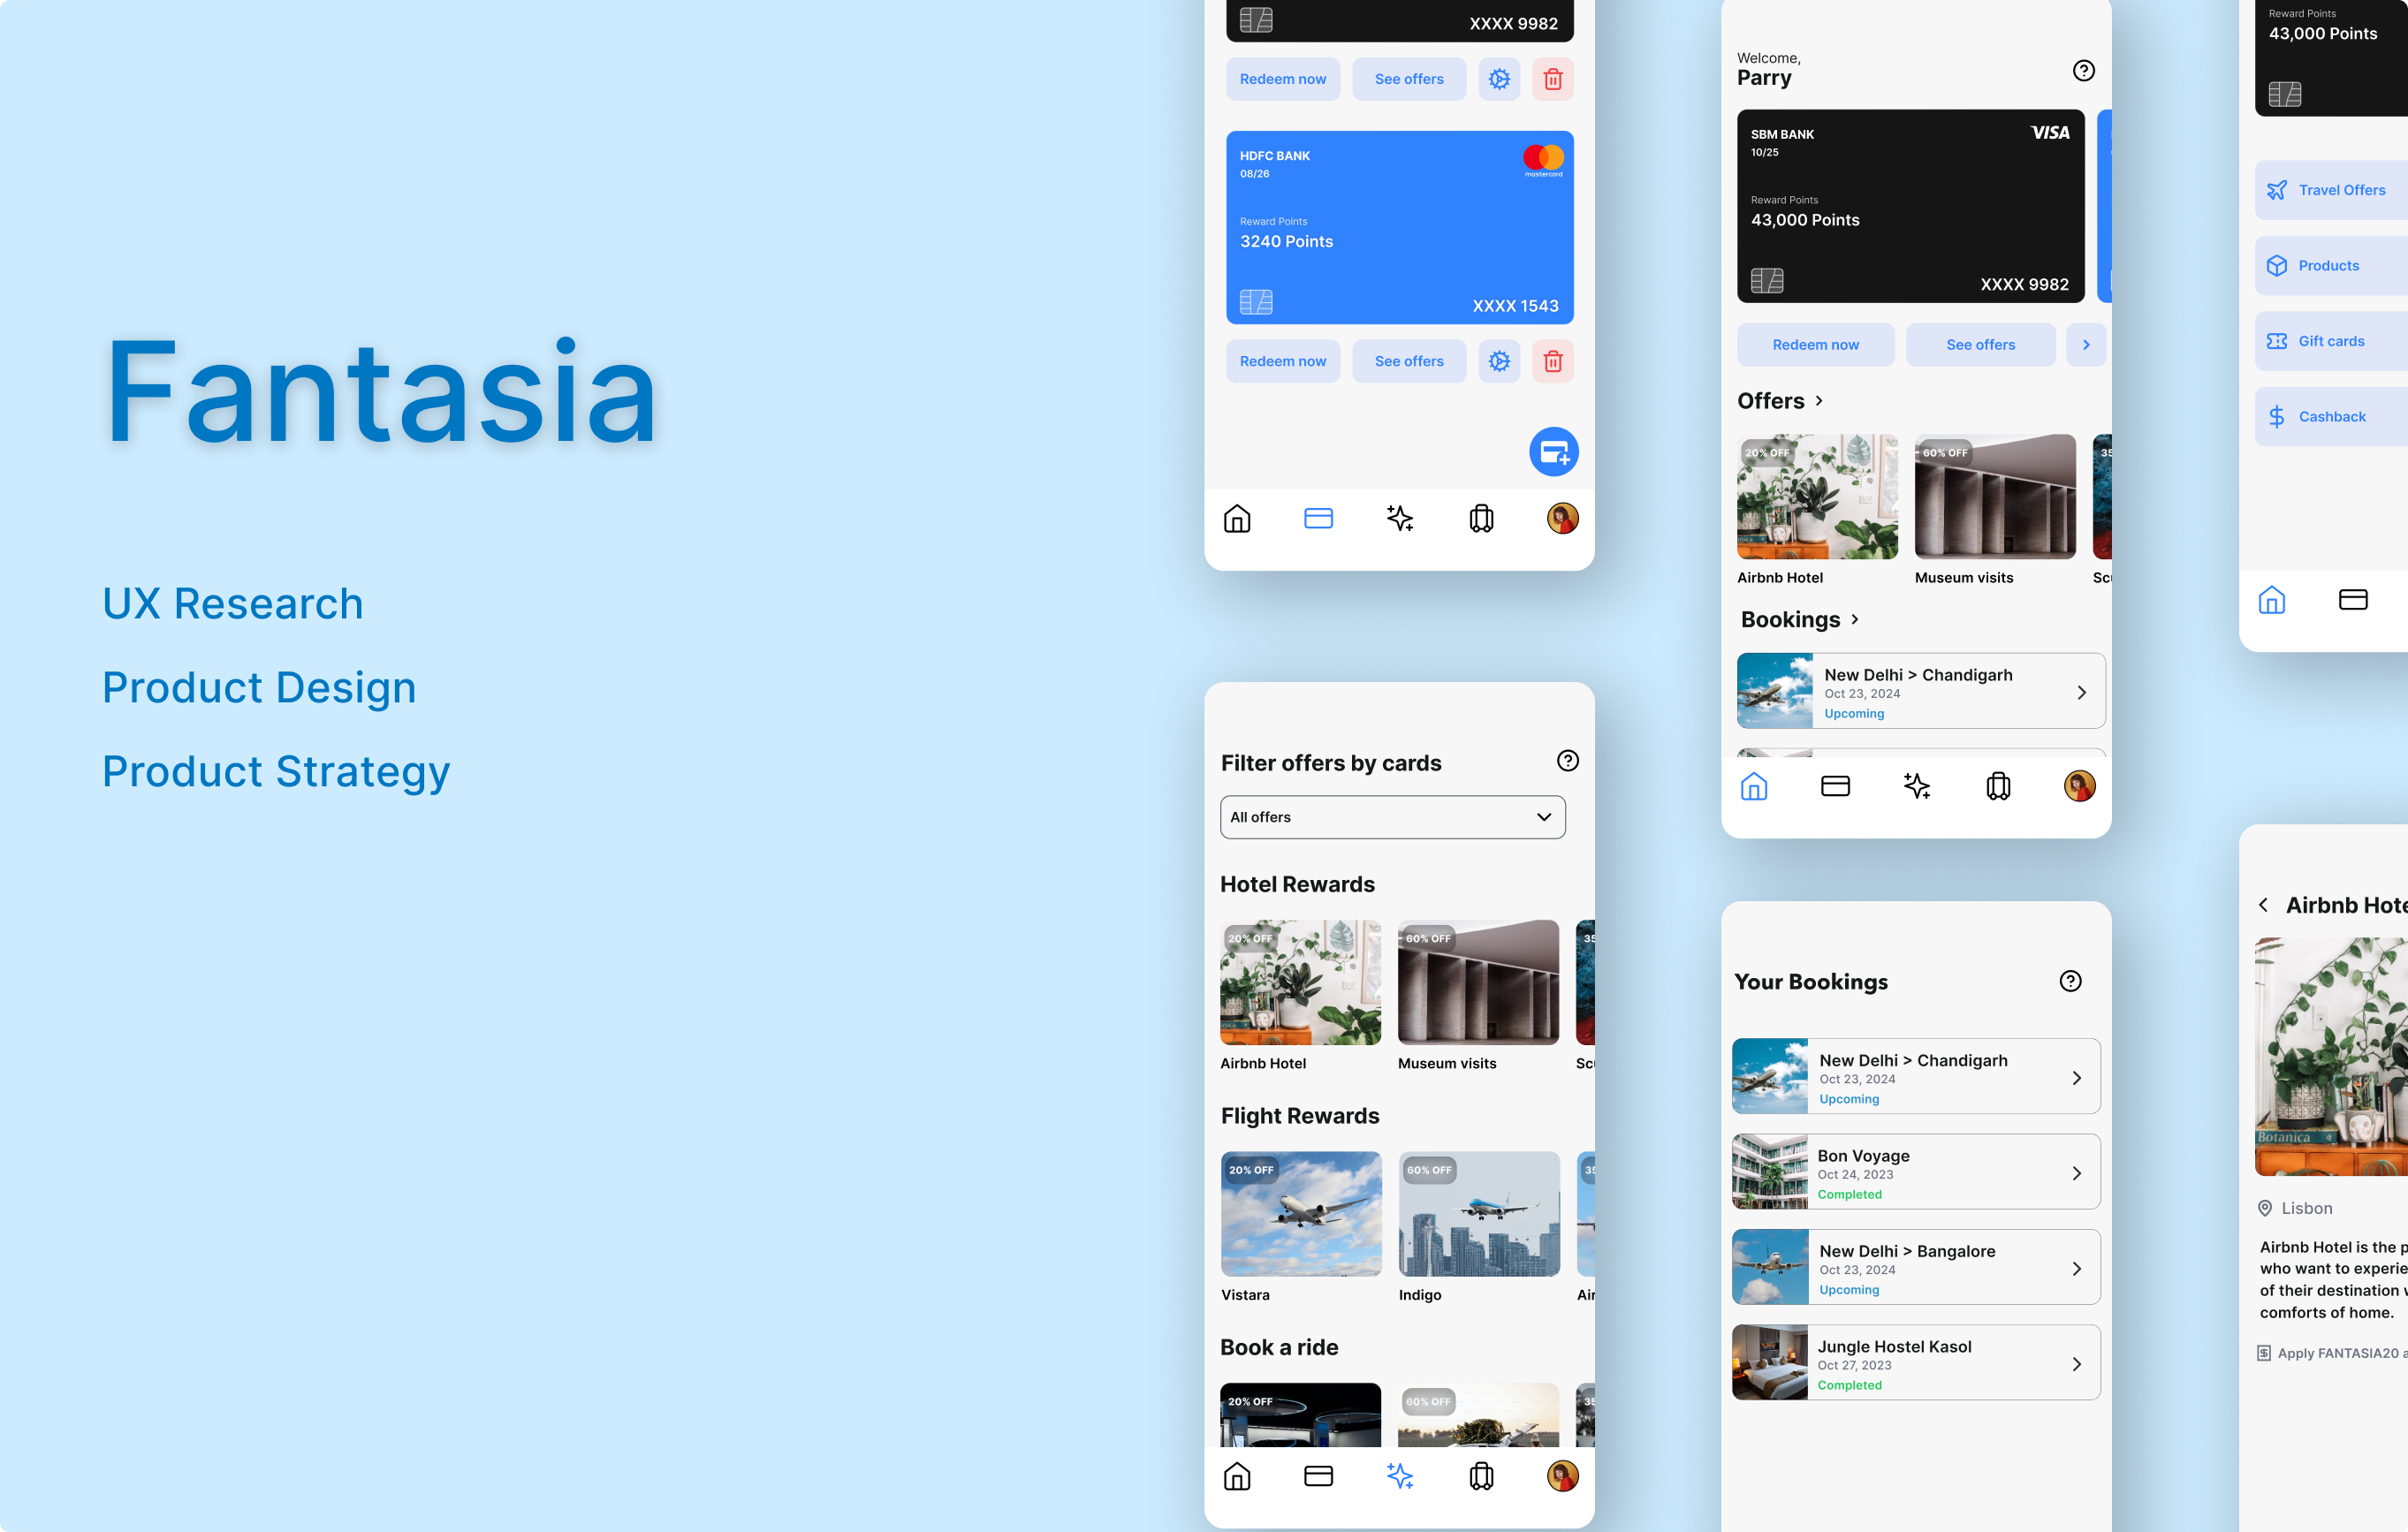 Fantasia
UX Research
Product Design
Product Strategy
XXXX 9982
Redeem now
See offers
HDFC BANK
08/26
mastercard
Reward Points
3240 Points
XXXX 1543
Redeem now
See offers
Filter offers by cards
All offers
Hotel Rewards
20% OFF
60% OFF
35
Airbnb Hotel
Museum visits
Sc
Flight Rewards
20% OFF
60% OFF
35
Vistara
Indigo
Air
Book a ride
20% OFF
60% OFF
35
Welcome,
Parry
SBM BANK
VISA
10/25
Reward Points
43,000 Points
XXXX 9982
Redeem now
See offers
Offers
20% OFF
60% OFF
35
Airbnb Hotel
Museum visits
Sc
Bookings
New Delhi > Chandigarh
Oct 23, 2024
Upcoming
Your Bookings
New Delhi > Chandigarh
Oct 23, 2024
Upcoming
Bon Voyage
Oct 24, 2023
Completed
New Delhi > Bangalore
Oct 23, 2024
Upcoming
Jungle Hostel Kasol
Oct 27, 2023
Completed
Reward Points
43,000 Points
Travel Offers
Products
Gift cards
Cashback
Airbnb Hote
Botanica
Lisbon
Airbnb Hotel is the p
who want to experie
of their destination w
comforts of home.
Apply FANTASIA20 a